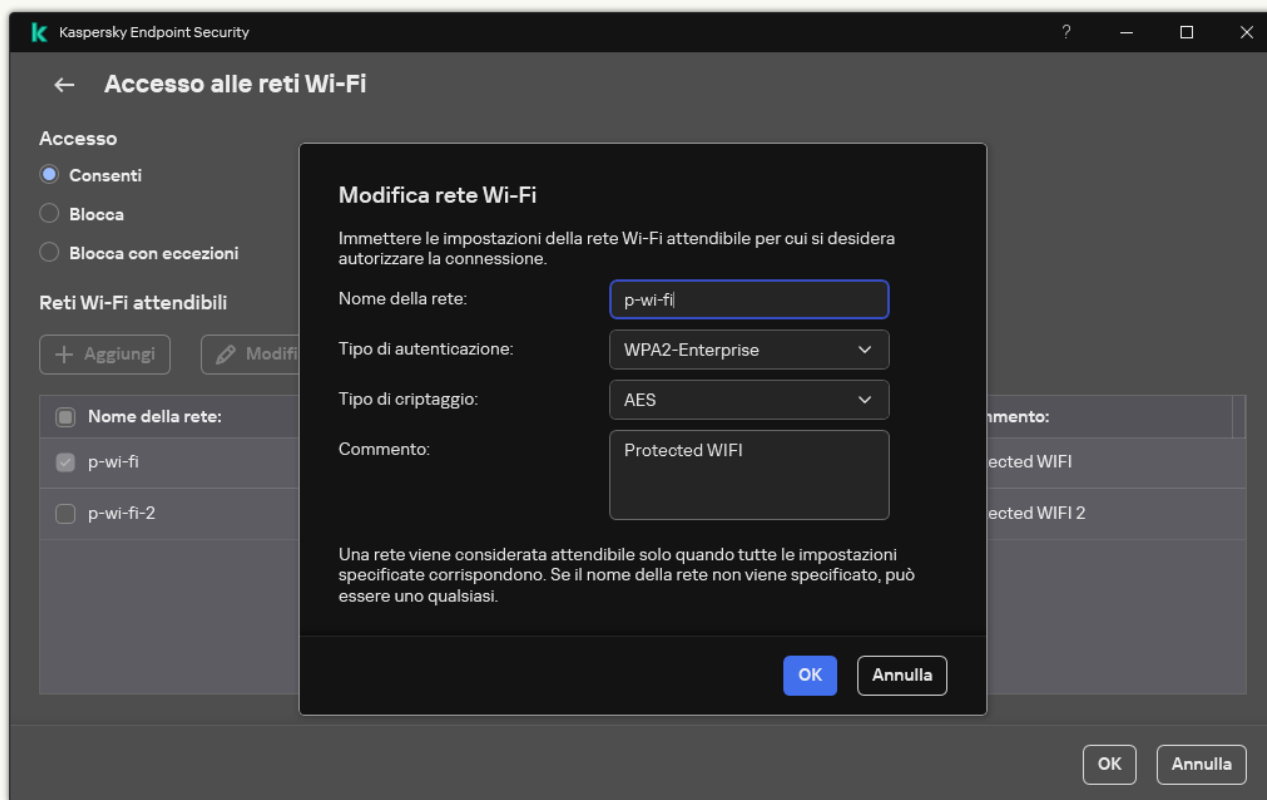 Kaspersky Endpoint Security
?
Accesso alle reti Wi-Fi
Accesso
Consenti
Blocca
Blocca con eccezioni
Reti Wi-Fi attendibili
Aggiungi
Modifi
Nome della rete:
mmento:
p-wi-fi
ected WIFI
p-wi-fi-2
ected WIFI 2
Modifica rete Wi-Fi
Immettere le impostazioni della rete Wi-Fi attendibile per cui si desidera
autorizzare la connessione.
Nome della rete:
p-wi-fi
Tipo di autenticazione:
WPA2-Enterprise
Tipo di criptaggio:
AES
Commento:
Protected WIFI
Una rete viene considerata attendibile solo quando tutte le impostazioni
specificate corrispondono. Se il nome della rete non viene specificato, può
essere uno qualsiasi.
OK
Annulla
OK
Annulla